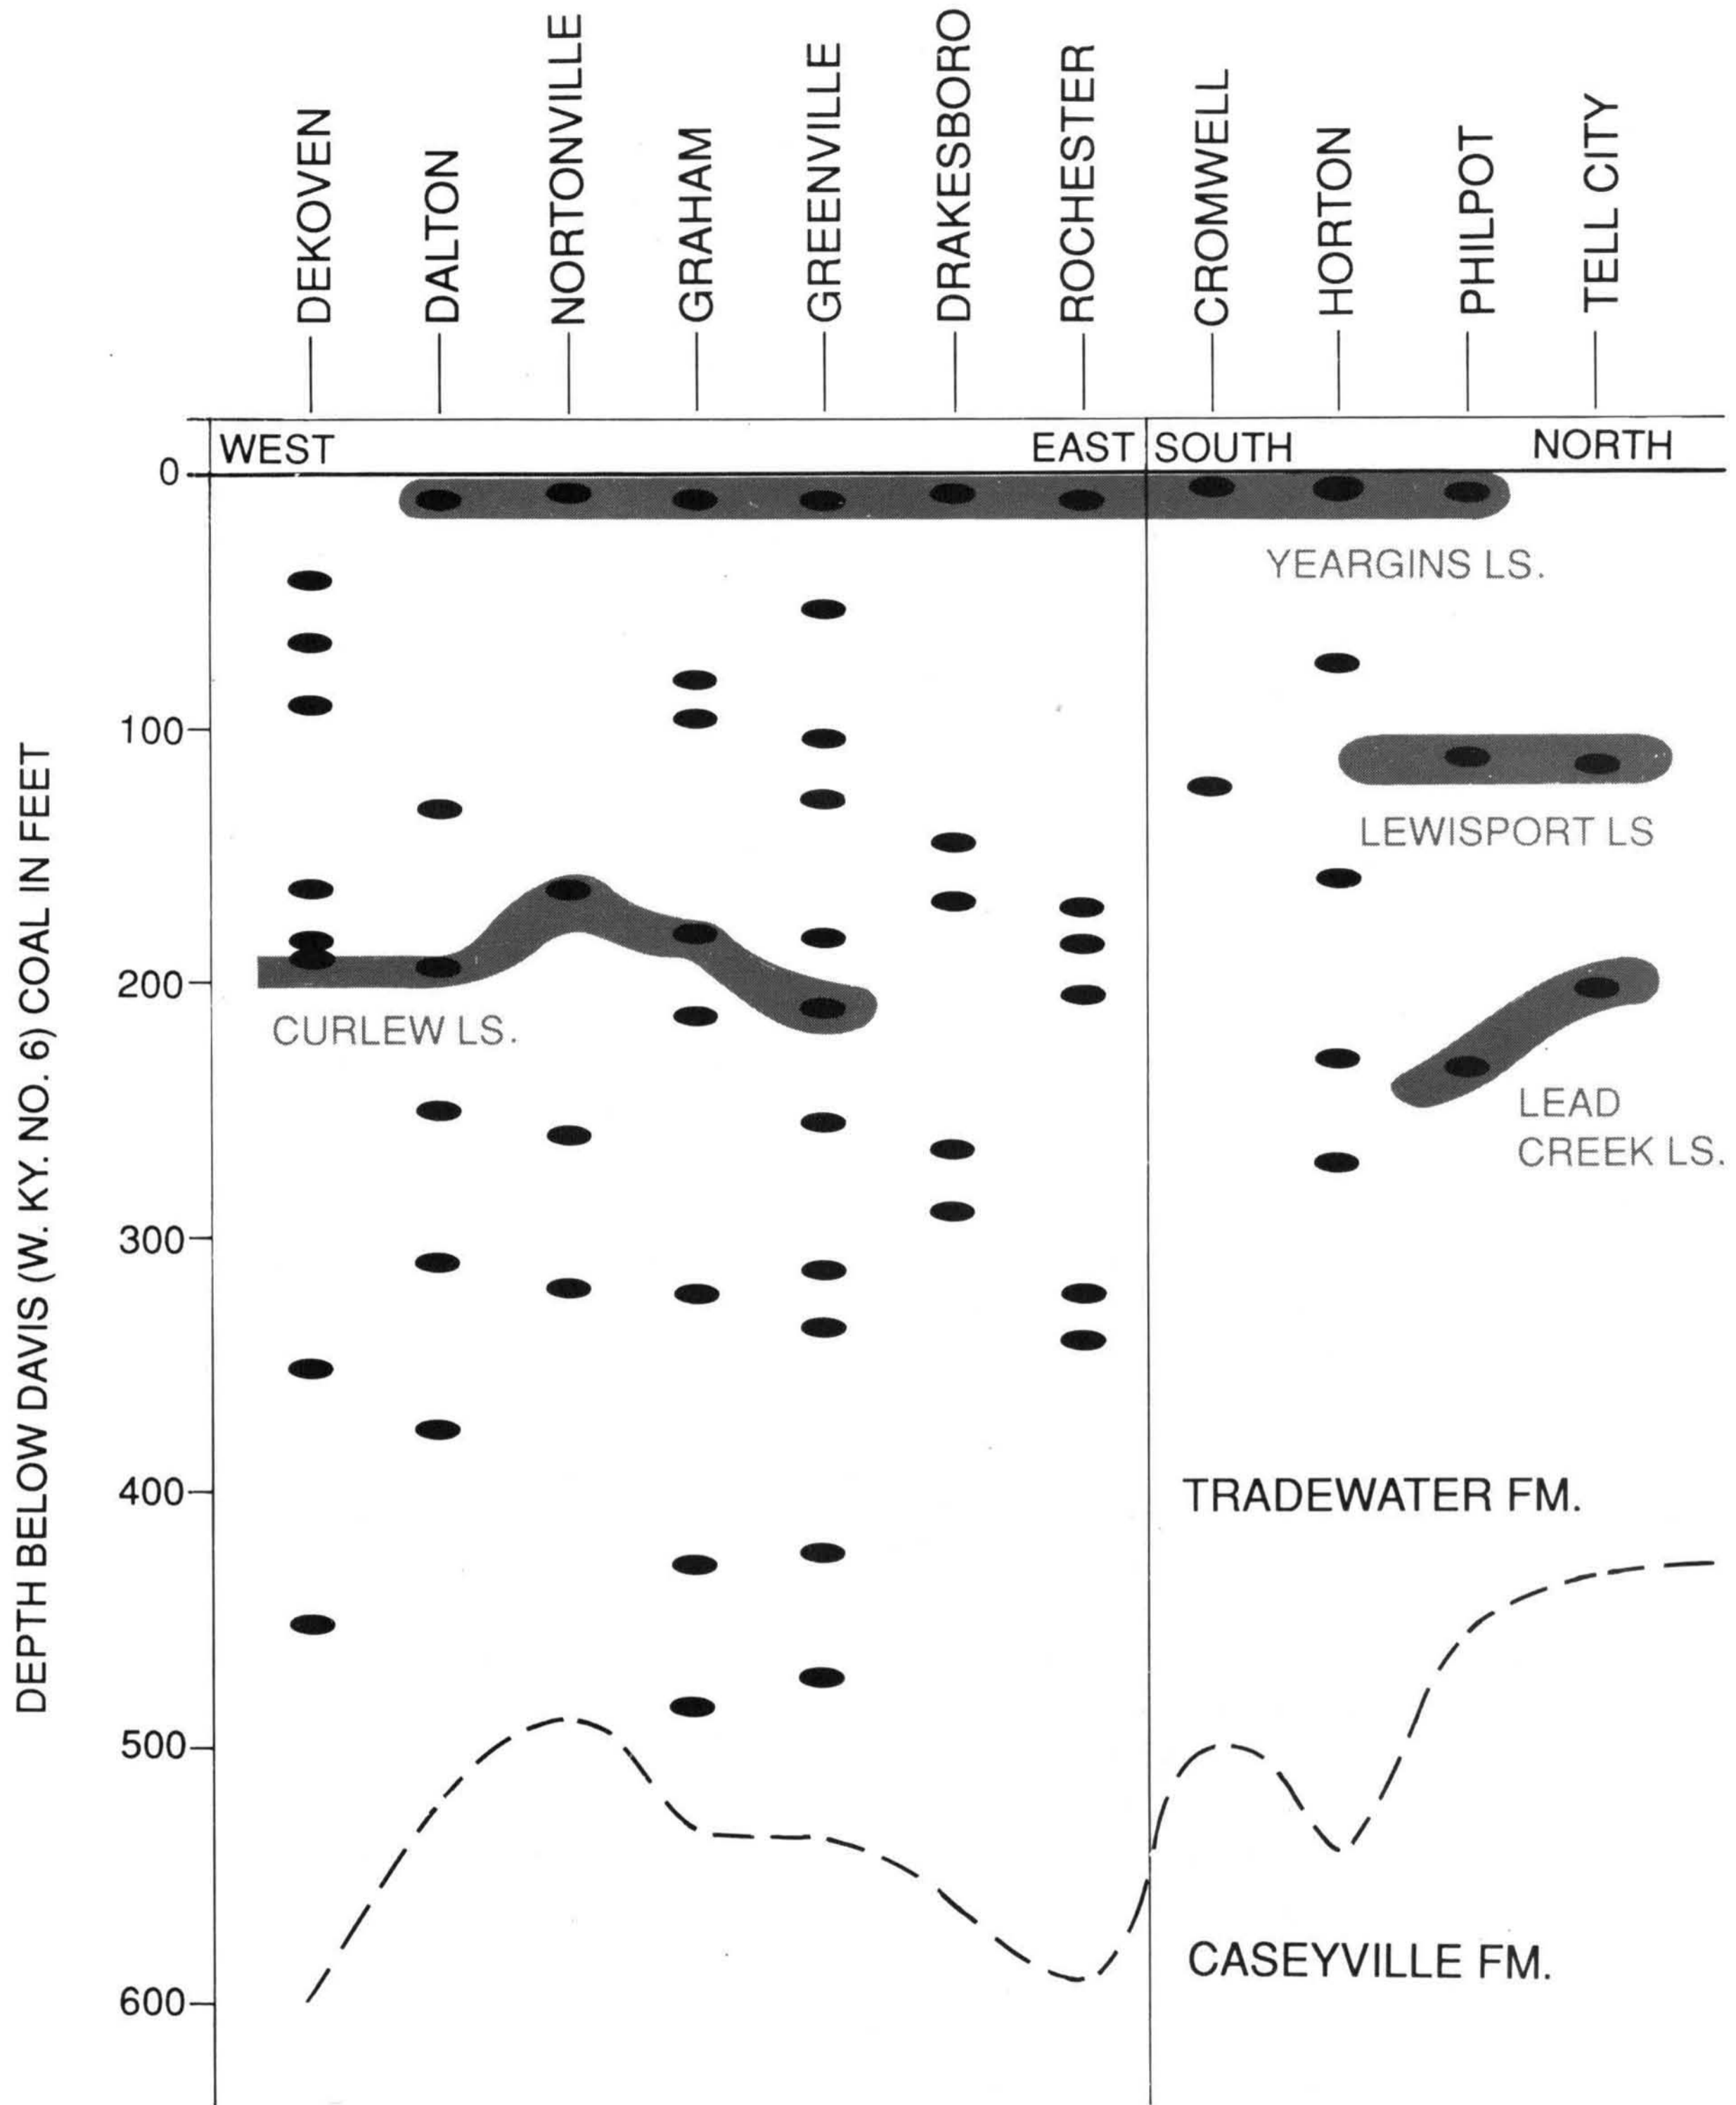 DEKOVEN
DALTON
NORTONVILLE
GRAHAM
GREENVILLE
DRAKESBORO
ROCHESTER
CROMWELL
HORTON
PHILPOT
TELL CITY
WEST
EAST
SOUTH
NORTH
DEPTH BELOW DAVIS (W. KY. NO. 6) COAL IN FEET
0
100
200
300
400
500
600
YEARGINS LS.
LEWISPORT LS
CURLEW LS.
LEAD
CREEK LS.
TRADEWATER FM.
CASEYVILLE FM.